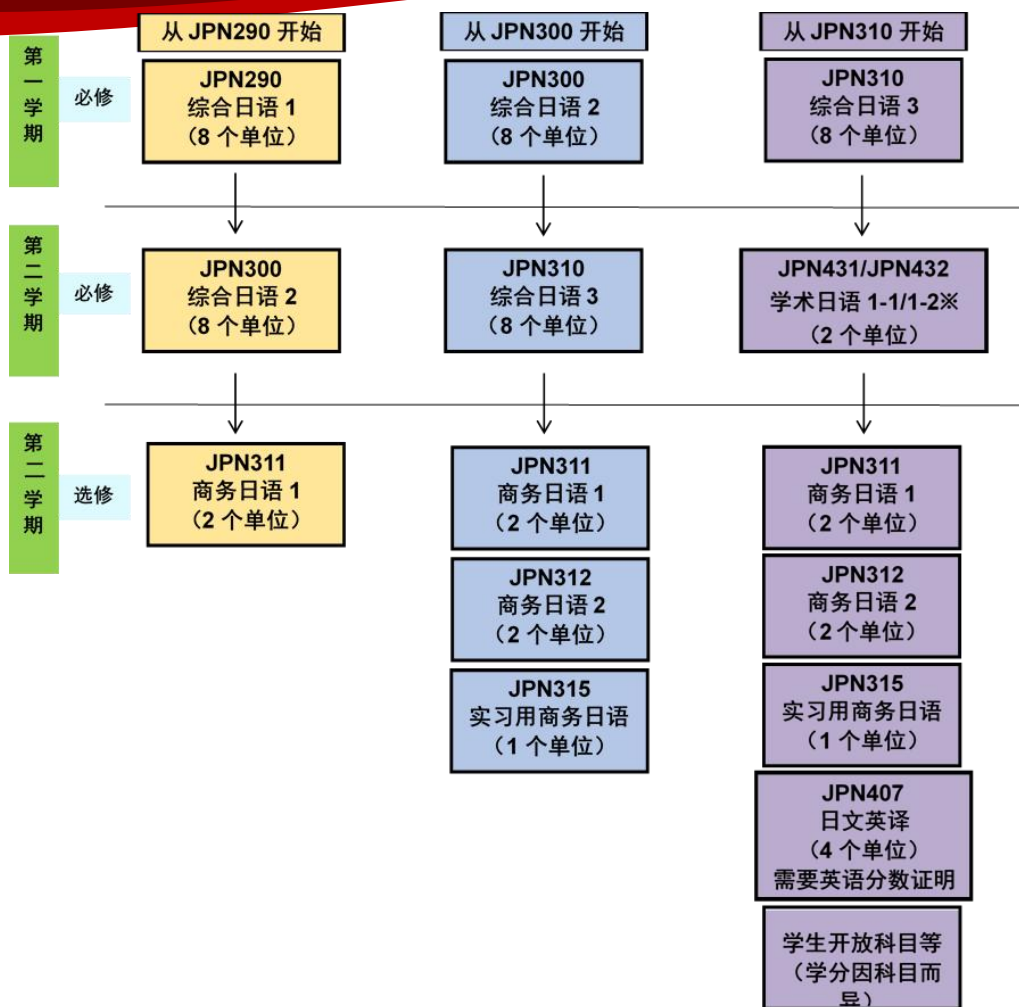 从 JPN290 开始
从 JPN300 开始
从 JPN310 开始
第一学期
必修
JPN290
综合日语 1
（8 个单位）
JPN300
综合日语 2
（8 个单位）
JPN310
综合日语 3
（8 个单位）
第二学期
必修
JPN300
综合日语 2
（8 个单位）
JPN310
综合日语 3
（8 个单位）
JPN431/JPN432
学术日语 1-1/1-2※
（2 个单位）
第二学期
选修
JPN311
商务日语 1
（2 个单位）
JPN311
商务日语 1
（2 个单位）
JPN312
商务日语 2
（2 个单位）
JPN315
实习用商务日语
（1 个单位）
JPN311
商务日语 1
（2 个单位）
JPN312
商务日语 2
（2 个单位）
JPN315
实习用商务日语
（1 个单位）
JPN407
日文英译
（4 个单位）
需要英语分数证明
学生开放科目等
（学分因科目而
异）